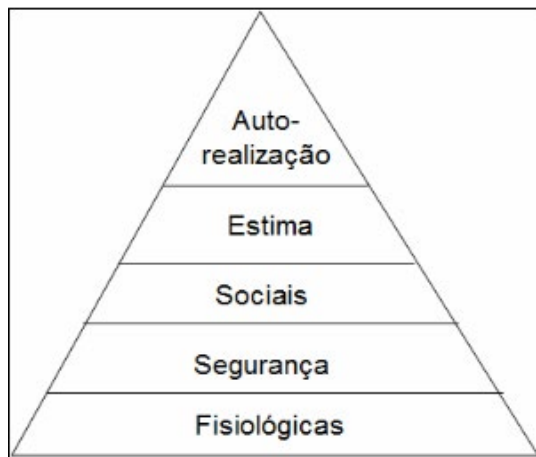 Auto-
realização
Estima
Sociais
Segurança
Fisiológicas